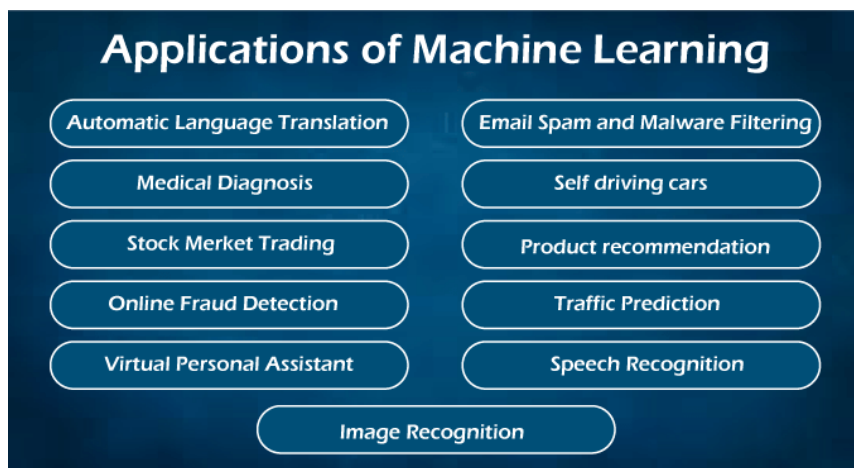 Applications of Machine Learning
Automatic Language Translation
Email Spam and Malware Filtering
Medical Diagnosis
Self driving cars
Stock Merket Trading
Product recommendation
Online Fraud Detection
Traffic Prediction
Virtual Personal Assistant
Speech Recognition
Image Recognition